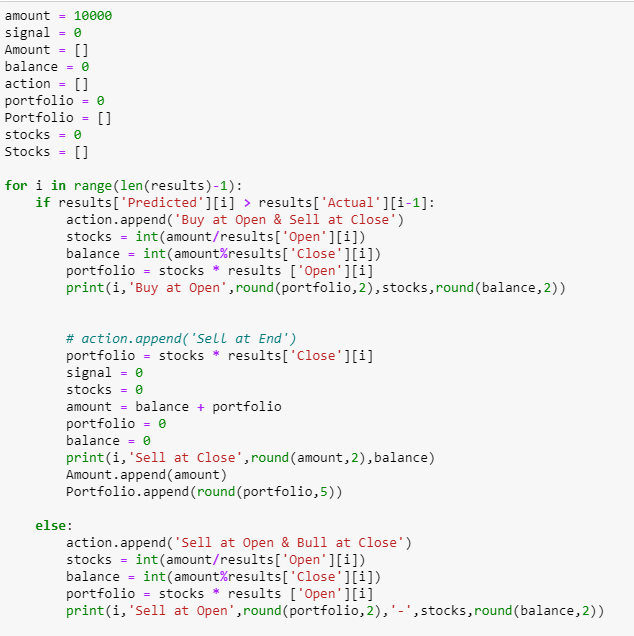 amount = 10000
signal = 0
Amount = []
balance = 0
action = []
portfolio = 0
Portfolio = []
stocks = 0
Stocks = []
for i in range(len(results)-1):
    if results['Predicted'][i] > results['Actual'][i-1]:
        action.append('Buy at Open & Sell at Close')
        stocks = int(amount/results['Open'][i])
        balance = int(amount%results['Close'][i])
        portfolio = stocks * results ['Open'][i]
        print(i,'Buy at Open',round(portfolio,2),stocks,round(balance,2))
        # action.append('Sell at End')
        portfolio = stocks * results['Close'][i]
        signal = 0
        stocks = 0
        amount = balance + portfolio
        portfolio = 0
        balance = 0
        print(i,'Sell at Close',round(amount,2),balance)
        Amount.append(amount)
        Portfolio.append(round(portfolio,5))
    else:
        action.append('Sell at Open & Bull at Close')
        stocks = int(amount/results['Open'][i])
        balance = int(amount%results['Close'][i])
        portfolio = stocks * results ['Open'][i]
        print(i,'Sell at Open',round(portfolio,2),'-',stocks,round(balance,2))